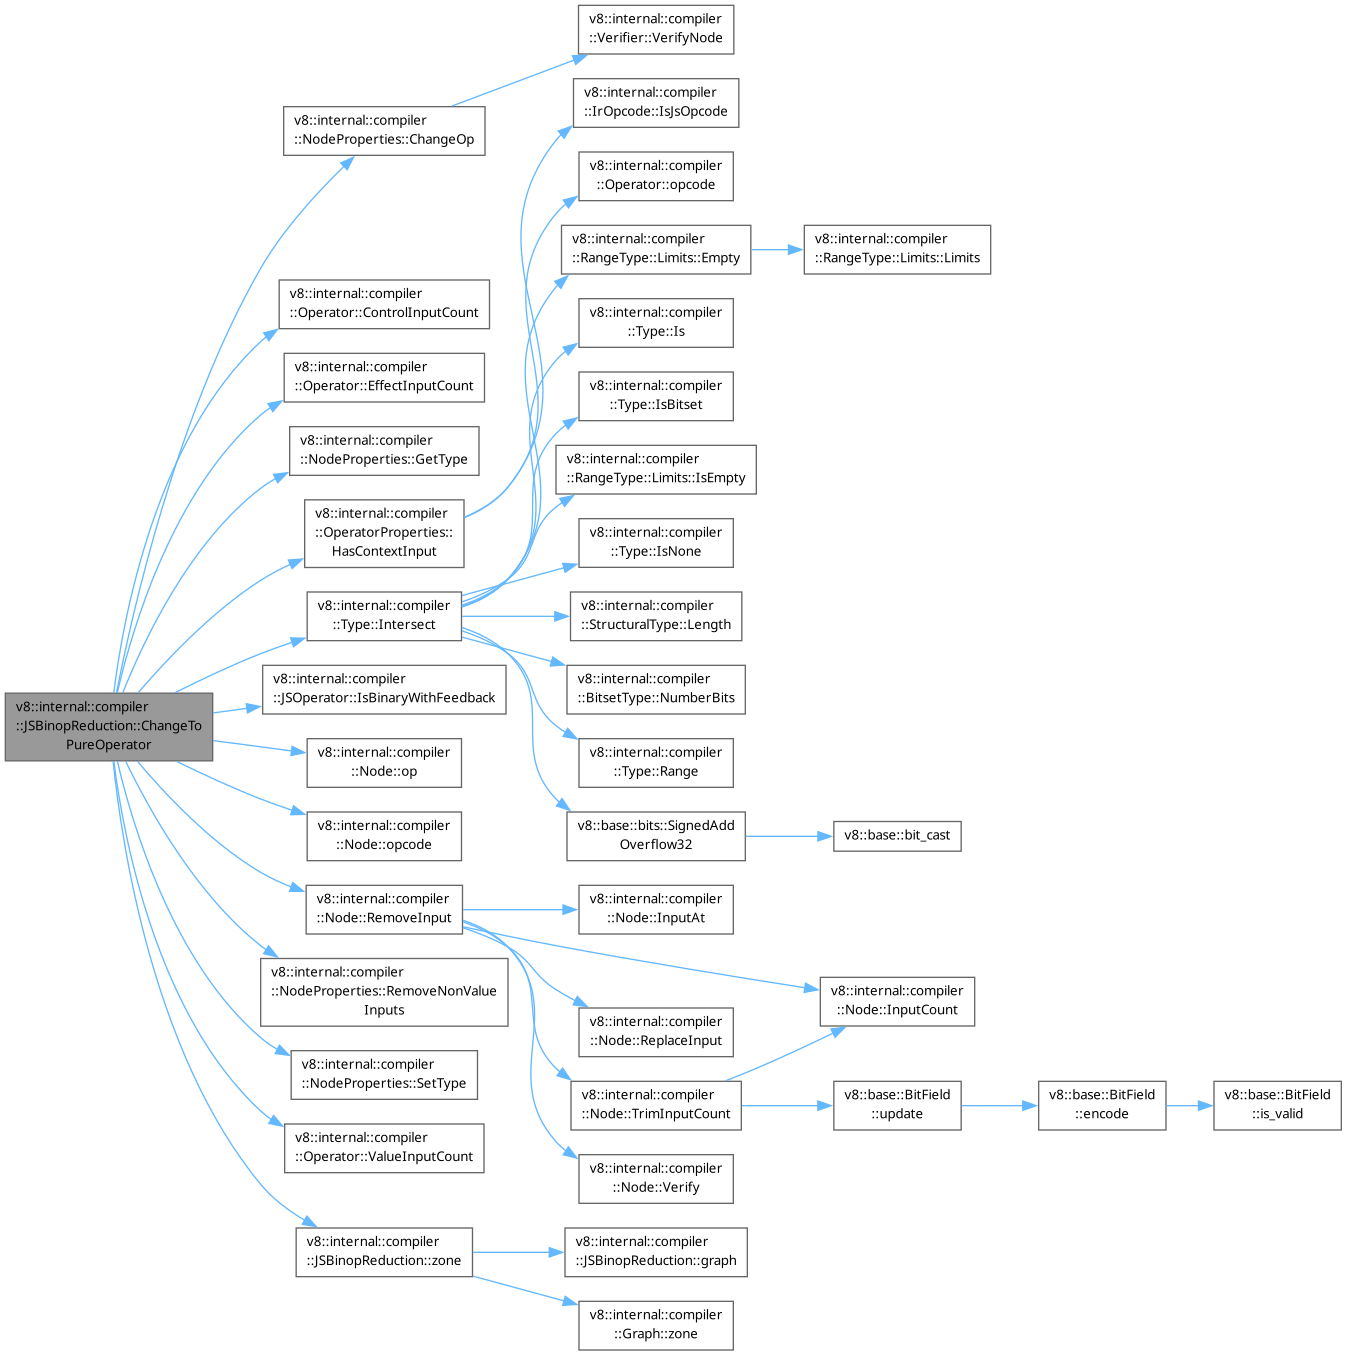 v8::internal::compiler
::JSBinopReduction::ChangeTo
PureOperator
v8::internal::compiler
::NodeProperties::ChangeOp
v8::internal::compiler
::Verifier::VerifyNode
v8::internal::compiler
::Operator::ControlInputCount
v8::internal::compiler
::Operator::EffectInputCount
v8::internal::compiler
::NodeProperties::GetType
v8::internal::compiler
::OperatorProperties::
HasContextInput
v8::internal::compiler
::IrOpcode::IsJsOpcode
v8::internal::compiler
::Operator::opcode
v8::internal::compiler
::Type::Intersect
v8::internal::compiler
::RangeType::Limits::Empty
v8::internal::compiler
::RangeType::Limits::Limits
v8::internal::compiler
::Type::Is
v8::internal::compiler
::Type::IsBitset
v8::internal::compiler
::RangeType::Limits::IsEmpty
v8::internal::compiler
::Type::IsNone
v8::internal::compiler
::StructuralType::Length
v8::internal::compiler
::BitsetType::NumberBits
v8::internal::compiler
::Type::Range
v8::base::bits::SignedAdd
Overflow32
v8::base::bit_cast
v8::internal::compiler
::JSOperator::IsBinaryWithFeedback
v8::internal::compiler
::Node::op
v8::internal::compiler
::Node::opcode
v8::internal::compiler
::Node::RemoveInput
v8::internal::compiler
::Node::InputAt
v8::internal::compiler
::Node::InputCount
v8::internal::compiler
::Node::ReplaceInput
v8::internal::compiler
::Node::TrimInputCount
v8::base::BitField
::update
v8::base::BitField
::encode
v8::base::BitField
::is_valid
v8::internal::compiler
::Node::Verify
v8::internal::compiler
::NodeProperties::RemoveNonValue
Inputs
v8::internal::compiler
::NodeProperties::SetType
v8::internal::compiler
::Operator::ValueInputCount
v8::internal::compiler
::JSBinopReduction::zone
v8::internal::compiler
::JSBinopReduction::graph
v8::internal::compiler
::Graph::zone